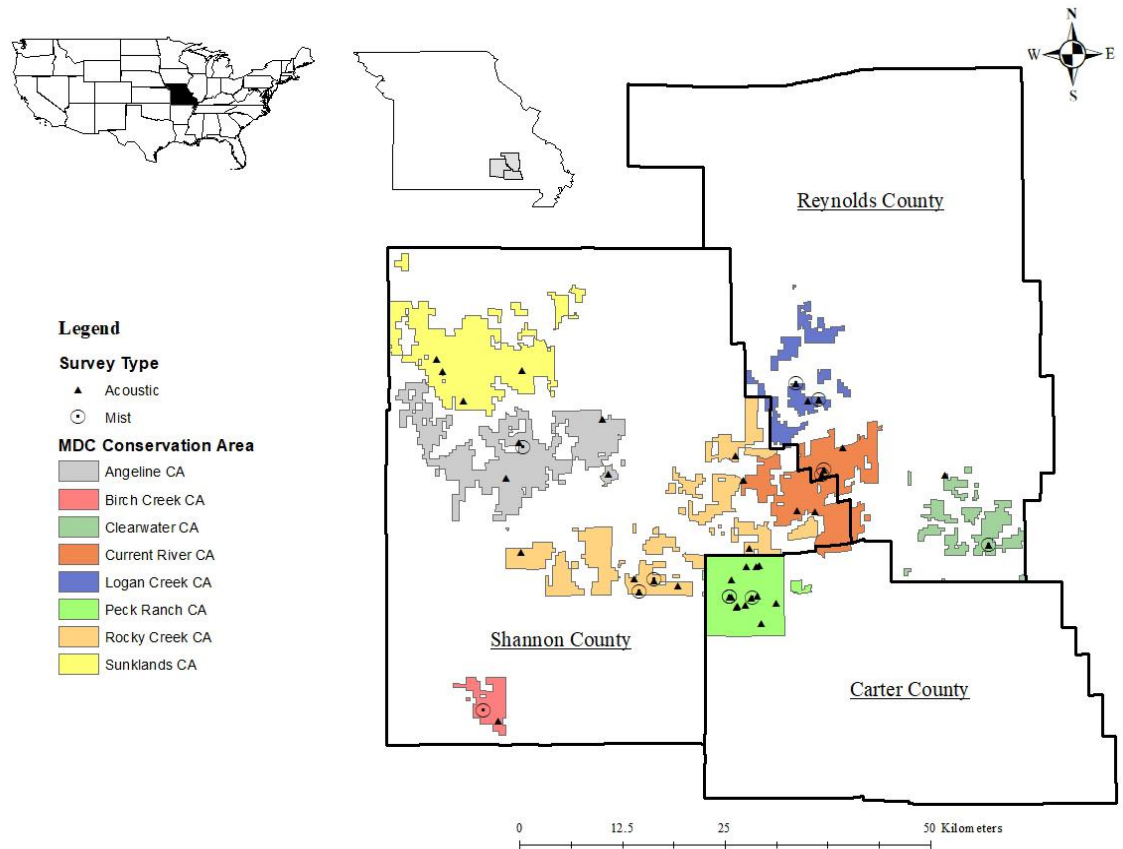 N
W
E
S
Reynolds County
Legend
Survey Type
Acoustic
Mist
MDC Conservation Area
Angeline CA
Birch Creek CA
Clearwater CA
Current River CA
Logan Creek CA
Peck Ranch CA
Rocky Creek CA
Sunklands CA
Shannon County
Carter County
0 12.5 25 50 Kilometers